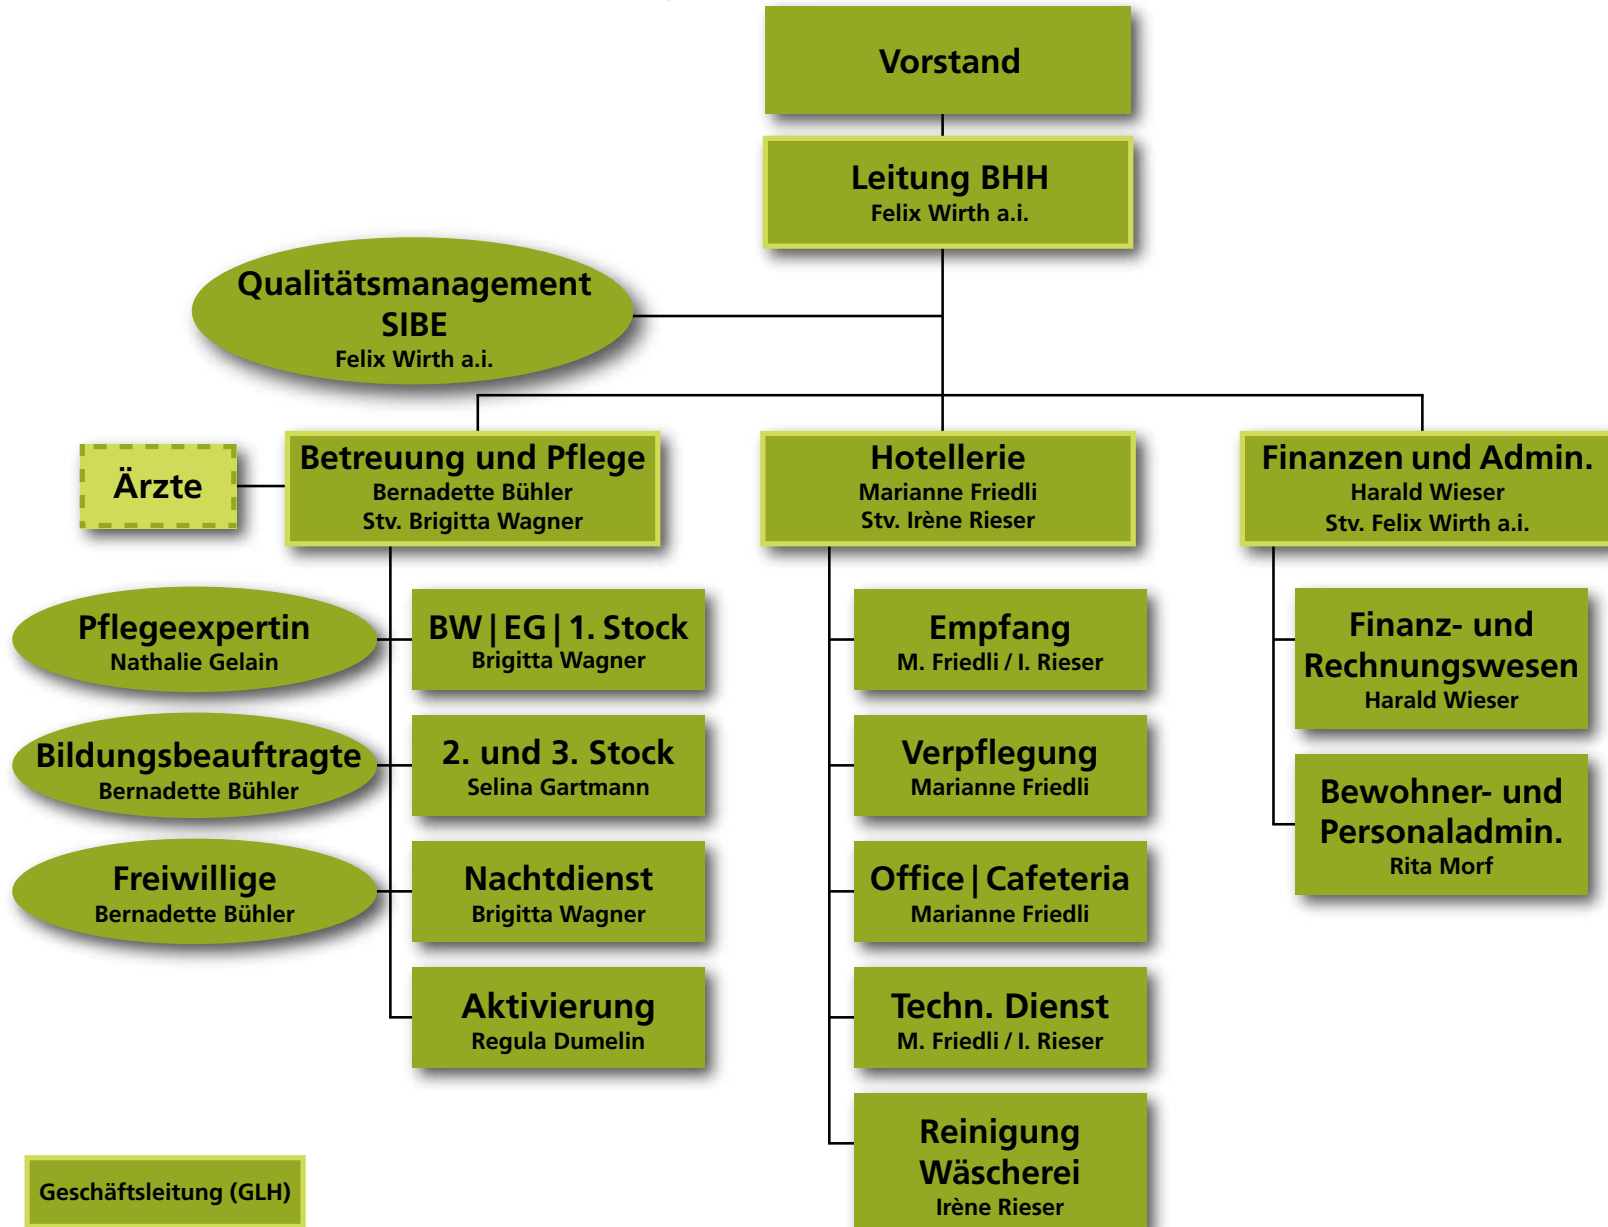 Vorstand
Leitung BHH
Felix Wirth a.i.
Qualitätsmanagement
SIBE
Felix Wirth a.i.
Ärzte
Betreuung und Pflege
Bernadette Bühler
Stv. Brigitta Wagner
Hotellerie
Marianne Friedli
Stv. Irène Rieser
Finanzen und Admin.
Harald Wieser
Stv. Felix Wirth a.i.
Pflegeexpertin
Nathalie Gelain
Bildungsbeauftragte
Bernadette Bühler
Freiwillige
Bernadette Bühler
BW | EG | 1. Stock
Brigitta Wagner
2. und 3. Stock
Selina Gartmann
Nachtdienst
Brigitta Wagner
Aktivierung
Regula Dumelin
Empfang
M. Friedli / I. Rieser
Verpflegung
Marianne Friedli
Office | Cafeteria
Marianne Friedli
Techn. Dienst
M. Friedli / I. Rieser
Reinigung
Wäscherei
Irène Rieser
Finanz- und
Rechnungswesen
Harald Wieser
Bewohner- und
Personaladmin.
Rita Morf
Geschäftsleitung (GLH)